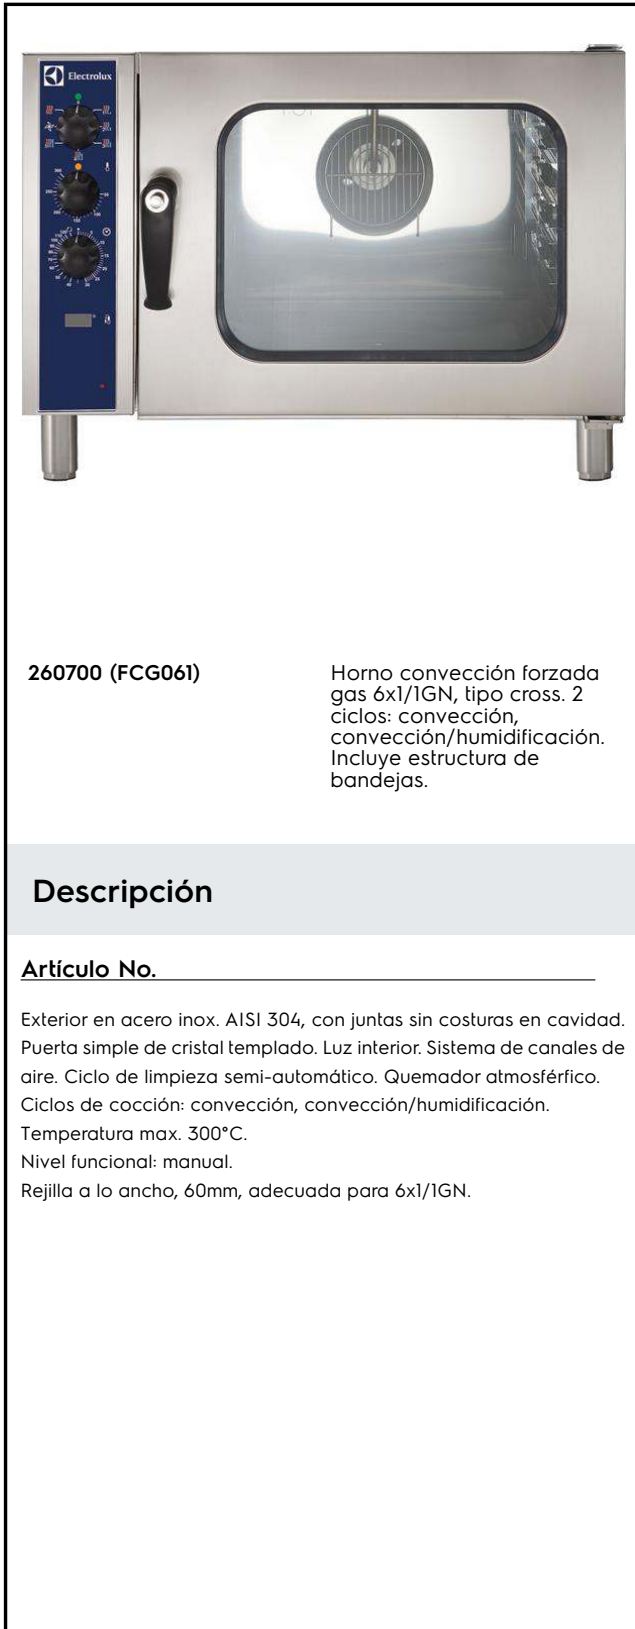 Electrolux
260700 (FCG061)
Horno convección forzada
gas 6x1/1GN, tipo cross. 2
ciclos: convección,
convección/humidificación.
Incluye estructura de
bandejas.
Descripción
Artículo No.
Exterior en acero inox. AISI 304, con juntas sin costuras en cavidad.
Puerta simple de cristal templado. Luz interior. Sistema de canales de
aire. Ciclo de limpieza semi-automático. Quemador atmosférfico.
Ciclos de cocción: convección, convección/humidificación.
Temperatura max. 300°C.
Nivel funcional: manual.
Rejilla a lo ancho, 60mm, adecuada para 6x1/1GN.